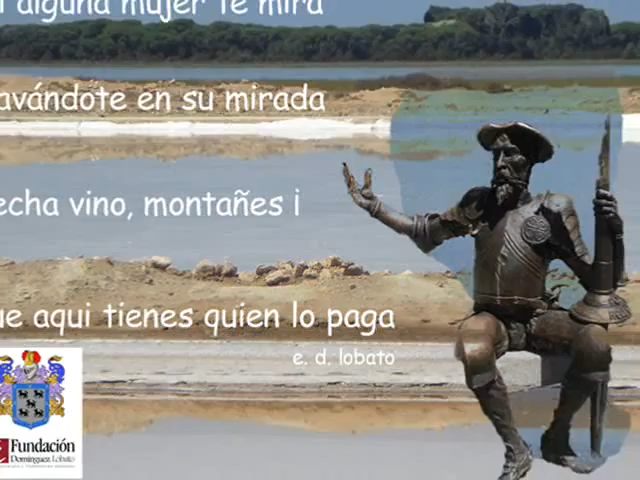 alguna mujer te mira
avándote en su mirada
echa vino, montañes ¡
ue aqui tienes quien lo paga
e. d. lobato
Fundación
Domínguez Lobato